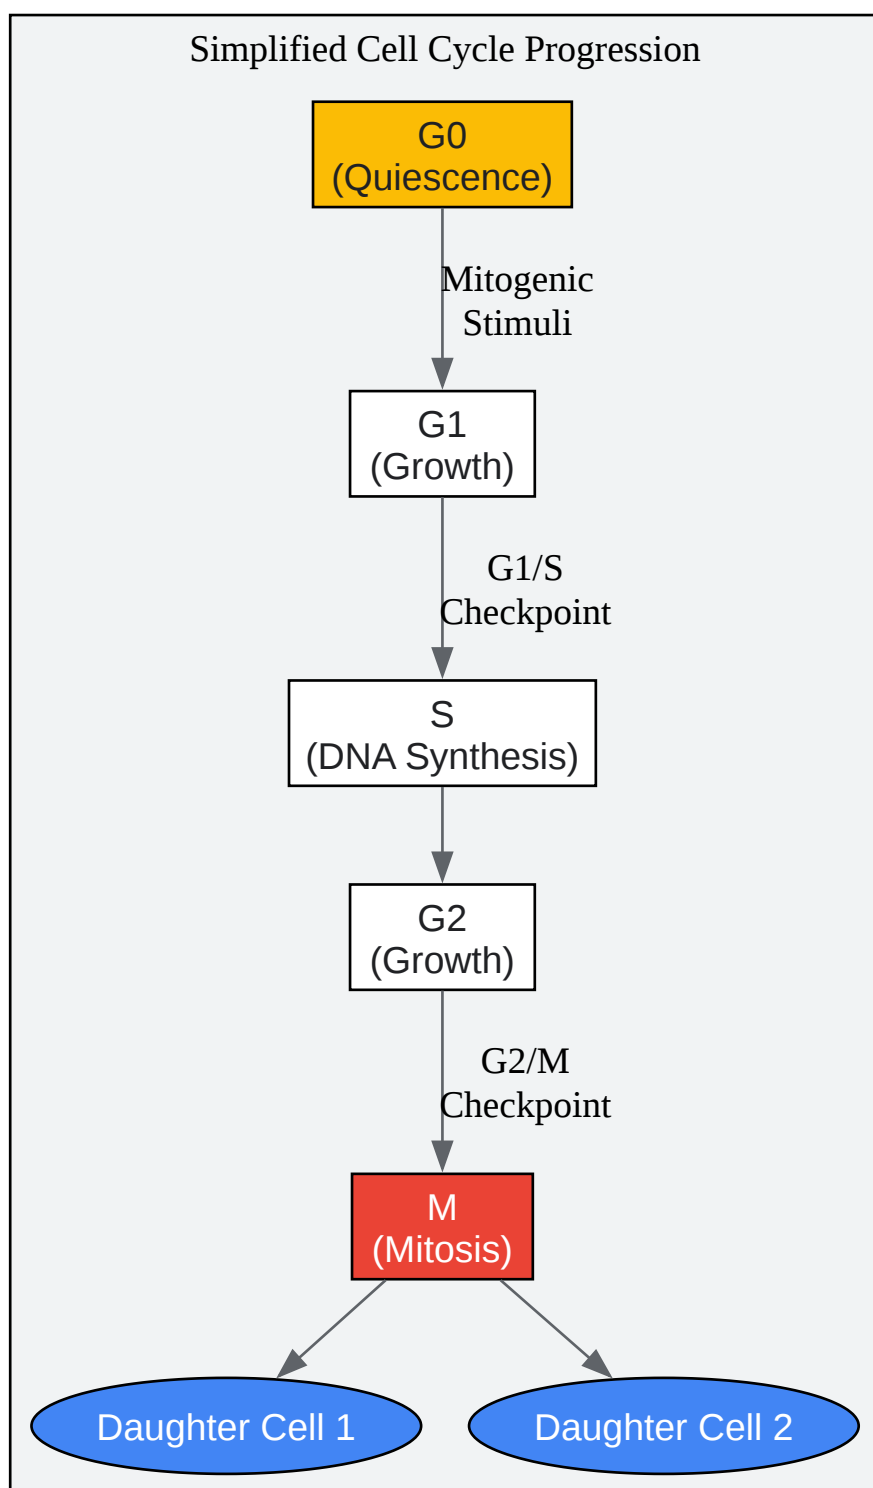 Simplified Cell Cycle Progression
G0
(Quiescence)
Mitogenic
Stimuli
G1
(Growth)
G1/S
Checkpoint
S
(DNA Synthesis)
G2
(Growth)
G2/M
Checkpoint
M
(Mitosis)
Daughter Cell 1
Daughter Cell 2